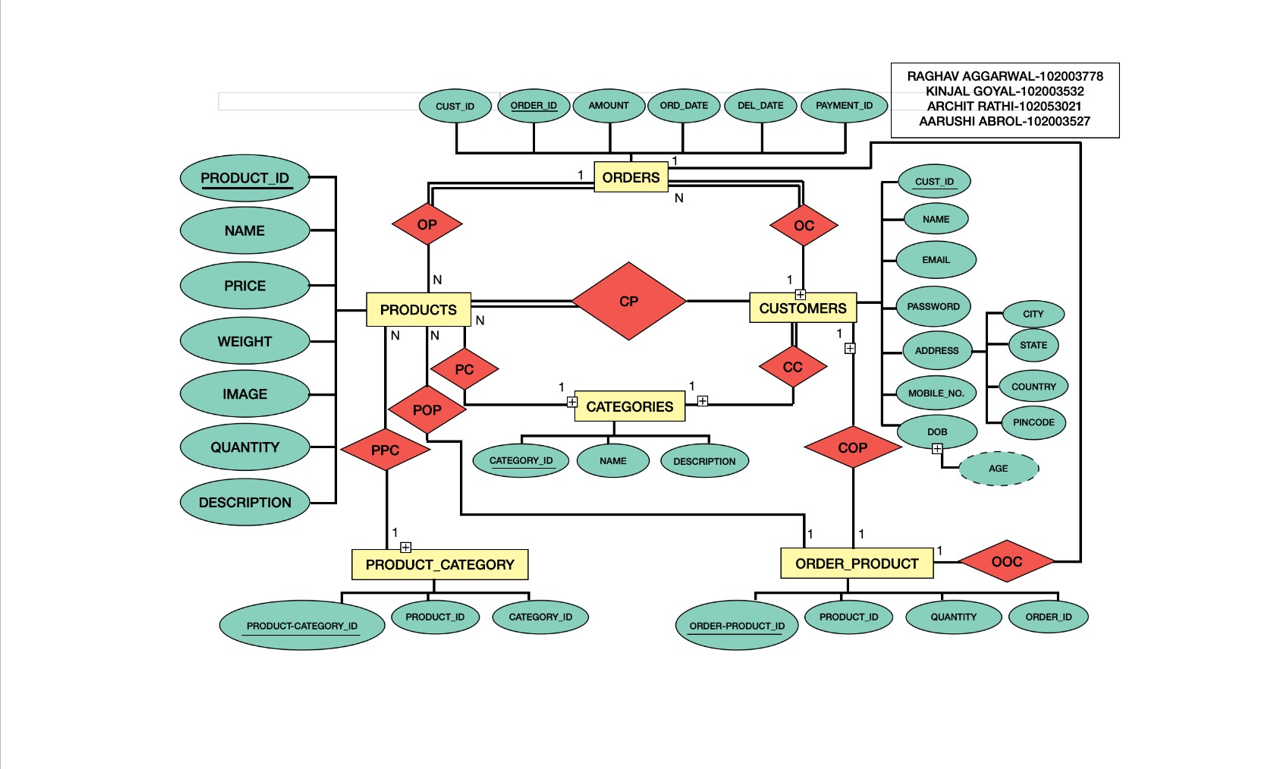 RAGHAV AGGARWAL-102003778
KINJAL GOYAL-102003532
ARCHIT RATHI-102053021
AARUSHI ABROL-102003527
CUST_ID
ORDER_ID
AMOUNT
ORD_DATE
DEL_DATE
PAYMENT_ID
1
ORDERS
1
N
PRODUCT_ID
NAME
PRICE
WEIGHT
IMAGE
QUANTITY
DESCRIPTION
OP
OC
CUST_ID
NAME
EMAIL
PASSWORD
ADDRESS
MOBILE_NO.
DOB
AGE
CITY
STATE
COUNTRY
PINCODE
N
1
PRODUCTS
CP
CUSTOMERS
N
N
N
1
PC
CC
POP
1
CATEGORIES
1
PPC
COP
CATEGORY_ID
NAME
DESCRIPTION
1
1
1
PRODUCT_CATEGORY
ORDER_PRODUCT
1
OOC
PRODUCT-CATEGORY_ID
PRODUCT_ID
CATEGORY_ID
ORDER-PRODUCT_ID
PRODUCT_ID
QUANTITY
ORDER_ID